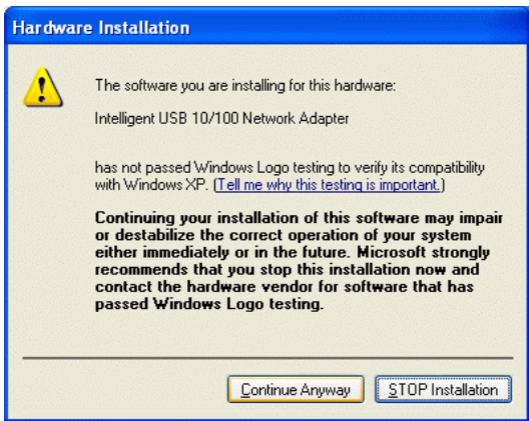 Hardware Installation
The software you are installing for this hardware:
Intelligent USB 10/100 Network Adapter
has not passed Windows Logo testing to verify its compatibility
with Windows XP. (Tell me why this testing is important.)
Continuing your installation of this software may impair
or destabilize the correct operation of your system
either immediately or in the future. Microsoft strongly
recommends that you stop this installation now and
contact the hardware vendor for software that has
passed Windows Logo testing.
Continue Anyway STOP Installation